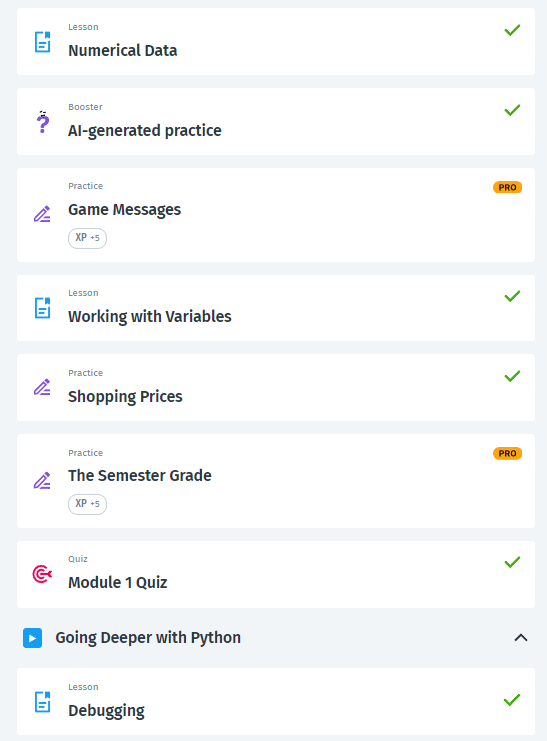 Lesson
Numerical Data
Booster
AI-generated practice
Practice
PRO
Game Messages
XP +5
Lesson
Working with Variables
Practice
Shopping Prices
Practice
PRO
The Semester Grade
XP +5
Quiz
Module 1 Quiz
Going Deeper with Python
Lesson
Debugging